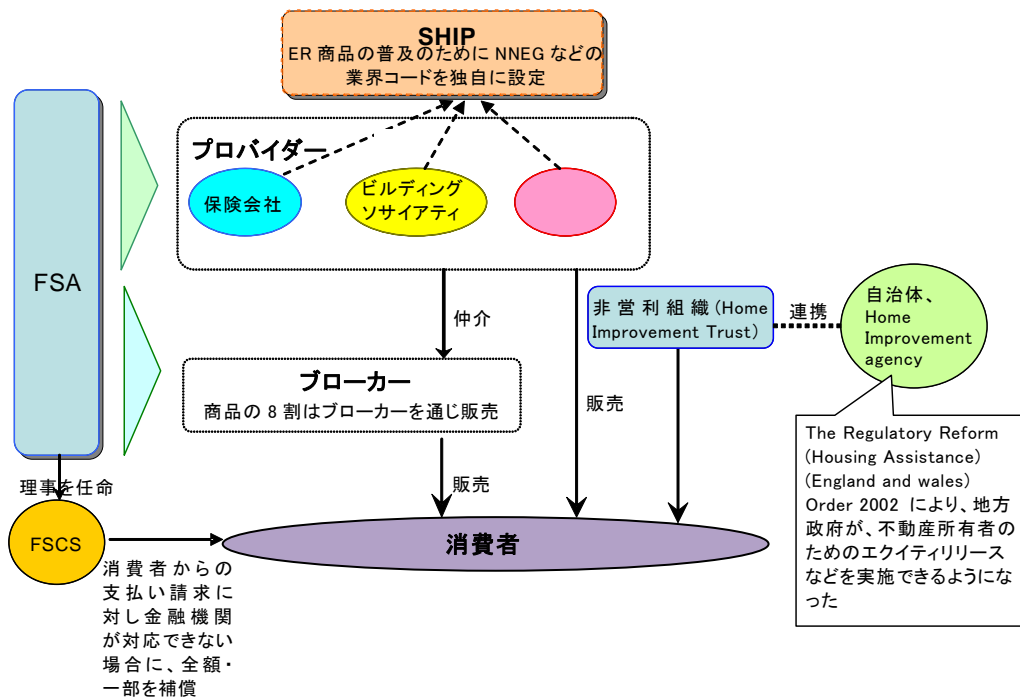 SHIP
ER 商品の普及のために NNEG などの
業界コードを独自に設定
プロバイダー
保険会社
ビルディング
ソサイアティ
FSA
仲介
非営利組織(Home
Improvement Trust)
連携
自治体、
Home
Improvement
agency
ブローカー
商品の 8 割はブローカーを通じ販売
販売
販売
The Regulatory Reform
(Housing Assistance)
(England and wales)
Order 2002 により、地方
政府が、不動産所有者の
ためのエクイティリリース
などを実施できるようにな
った
理事を任命
FSCS
消費者
消費者からの
支払い請求に
対し金融機関
が対応できない
場合に、全額・
一部を補償